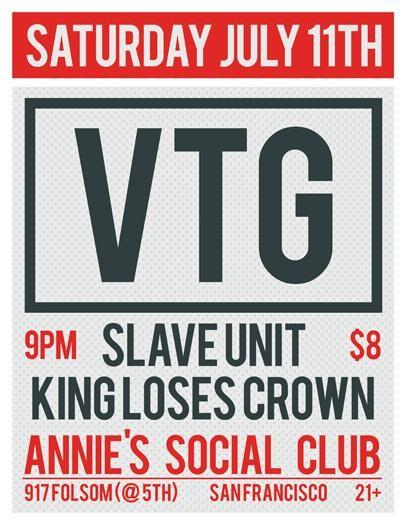 SATURDAY JULY 11TH
VTG
9PM SLAVE UNIT $8
KING LOSES CROWN
ANNIE'S SOCIAL CLUB
917 FOLSOM (@ 5TH) SAN FRANCISCO 21+